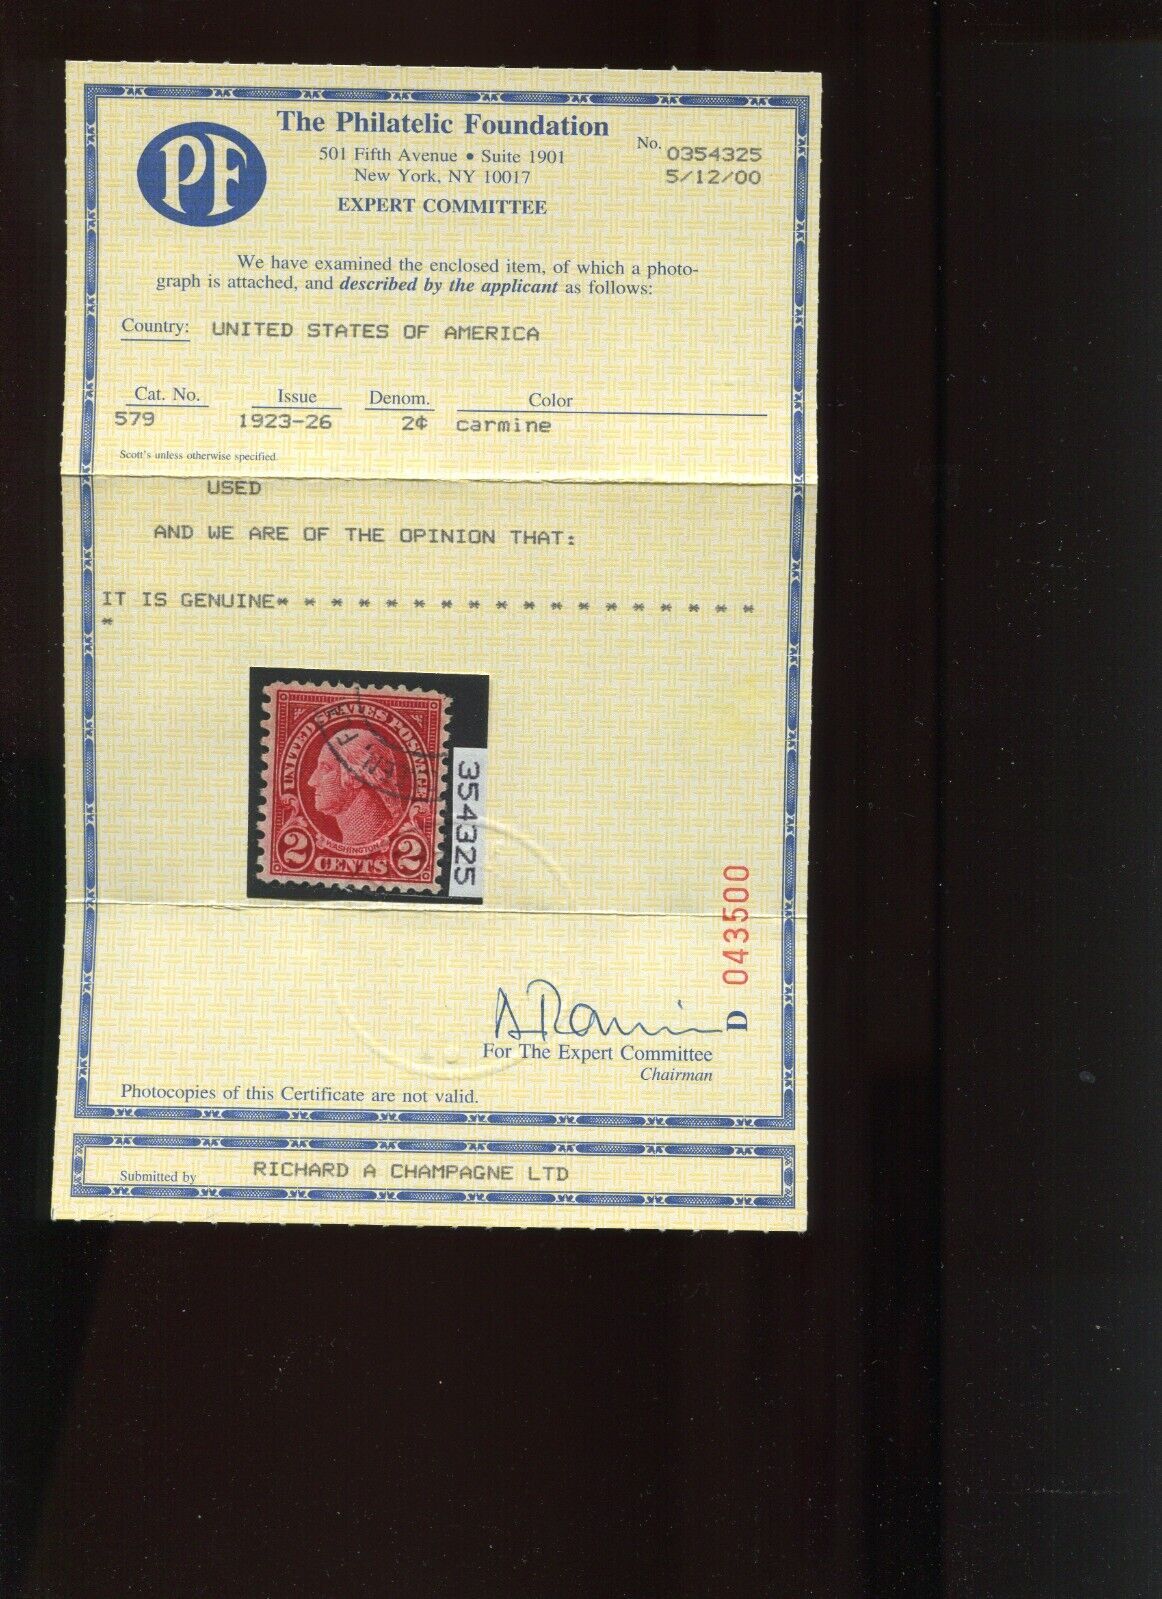 PF
The Philatelic Foundation
501 Fifth Avenue • Suite 1901
New York, NY 10017
EXPERT COMMITTEE
No. 0354325
5/12/00
We have examined the enclosed item, of which a photo-
graph is attached, and described by the applicant as follows:
Country: UNITED STATES OF AMERICA
Cat. No. Issue Denom. Color
579 1923-26 2¢ carmine
Scott's unless otherwise specified.
USED
AND WE ARE OF THE OPINION THAT:
IT IS GENUINE* * * * * * * * * * * * * * * * * *
*
UNITED STATES POSTAGE
WASHINGTON
2 CENTS 2
354325
D 043500
For The Expert Committee
Chairman
Photocopies of this Certificate are not valid.
Submitted by RICHARD A CHAMPAGNE LTD